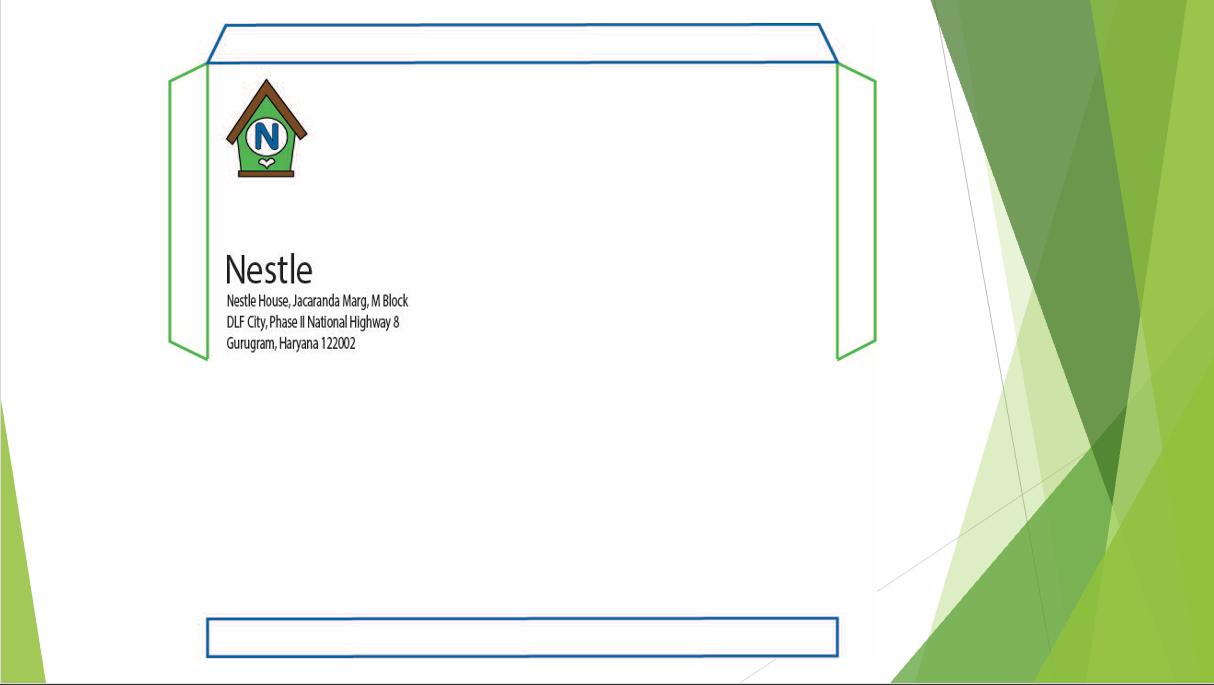 N
Nestle
Nestle House, Jacaranda Marg, M Block
DLF City, Phase II National Highway 8
Gurugram, Haryana 122002